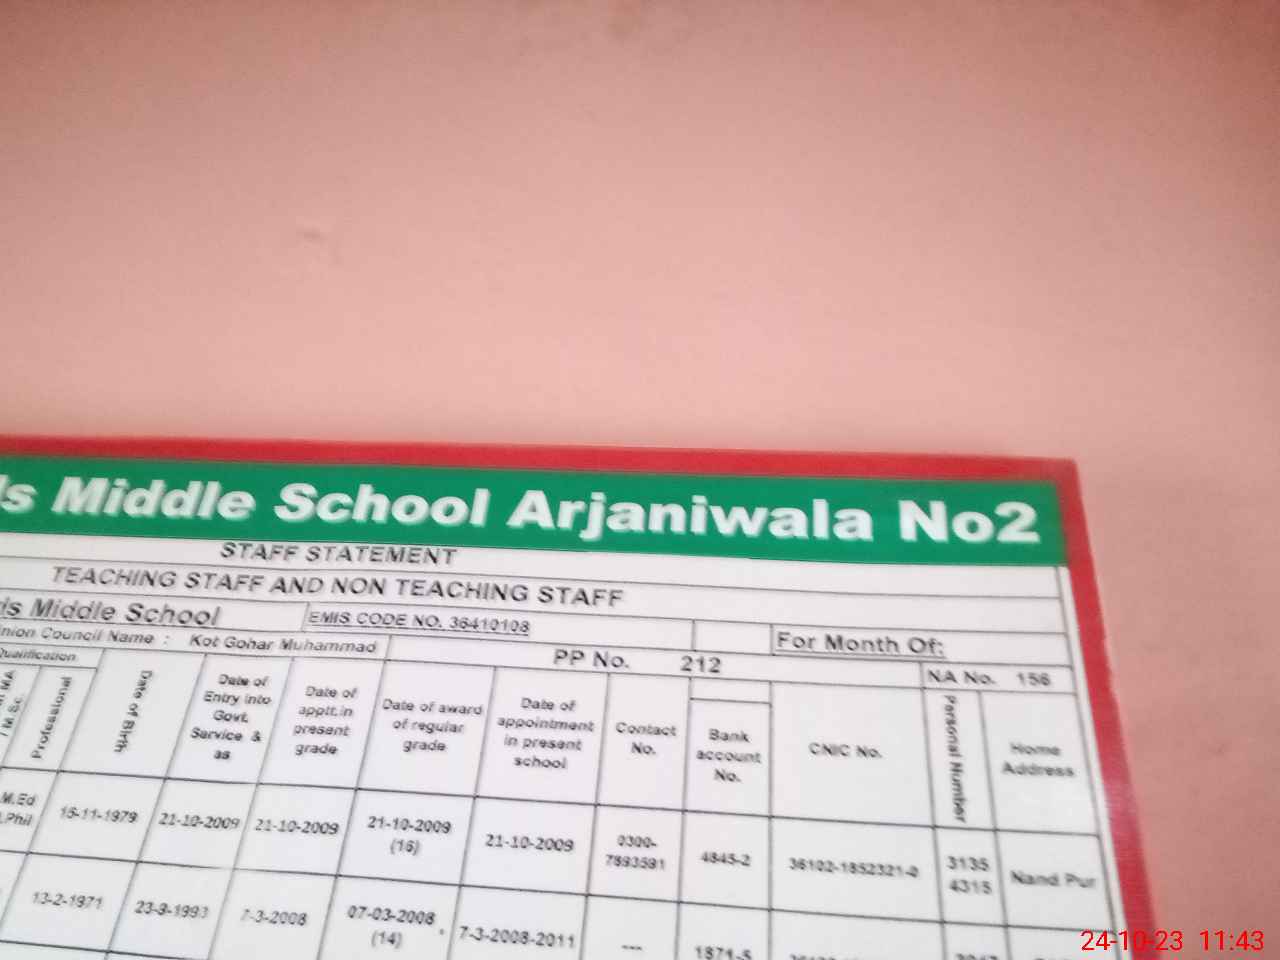 ls Middle School Arjaniwala No2
STAFF STATEMENT
TEACHING STAFF AND NON TEACHING STAFF
rls Middle School
EMIS CODE NO. 36410108
For Month Of:
nion Council Name : Kot Gohar Muhammad
PP No. 212
NA No. 156
Qualification
Professional
Date of Birth
Date of
Entry into
Govt.
Service &
as
Date of
apptt.in
present
grade
Date of award
of regular
grade
Date of
appointment
in present
school
Contact
No.
Bank
account
No.
CNIC No.
Personal Number
Home
Address
M.Ed
.Phil
15-11-1979
21-10-2009
21-10-2009
21-10-2009
(16)
21-10-2009
0300-
4845-2
3135
4315
Nand Pur
13-2-1971
23-9-1993
7-3-2008
07-03-2008
(14)
7-3-2008-2011
---
1871-5
24-10-23 11:43